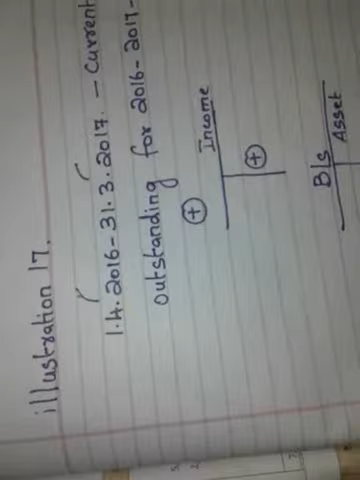 illustration 17.
1.4.2016-31.3.2017. - Current
outstanding for 2016-2017-
+ Income
+
B/s
Asset